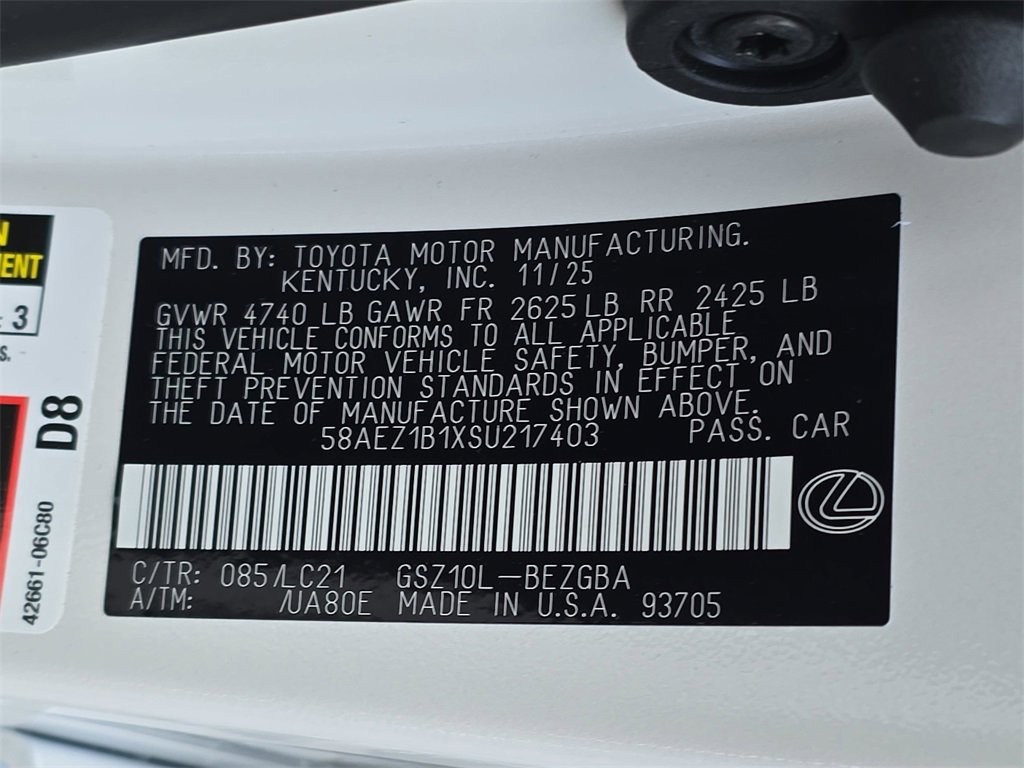 MFD. BY: TOYOTA MOTOR MANUFACTURING.
KENTUCKY, INC. 11/25
GVWR 4740 LB GAWR FR 2625 LB RR 2425 LB
THIS VEHICLE CONFORMS TO ALL APPLICABLE
FEDERAL MOTOR VEHICLE SAFETY, BUMPER, AND
THEFT PREVENTION STANDARDS IN EFFECT ON
THE DATE OF MANUFACTURE SHOWN ABOVE.
58AEZ1B1XSU217403 PASS. CAR
C/TR: 085/LC21 GSZ10L-BEZGBA
A/TM: /UA80E MADE IN U.S.A. 93705
3
D8
42661-06C80